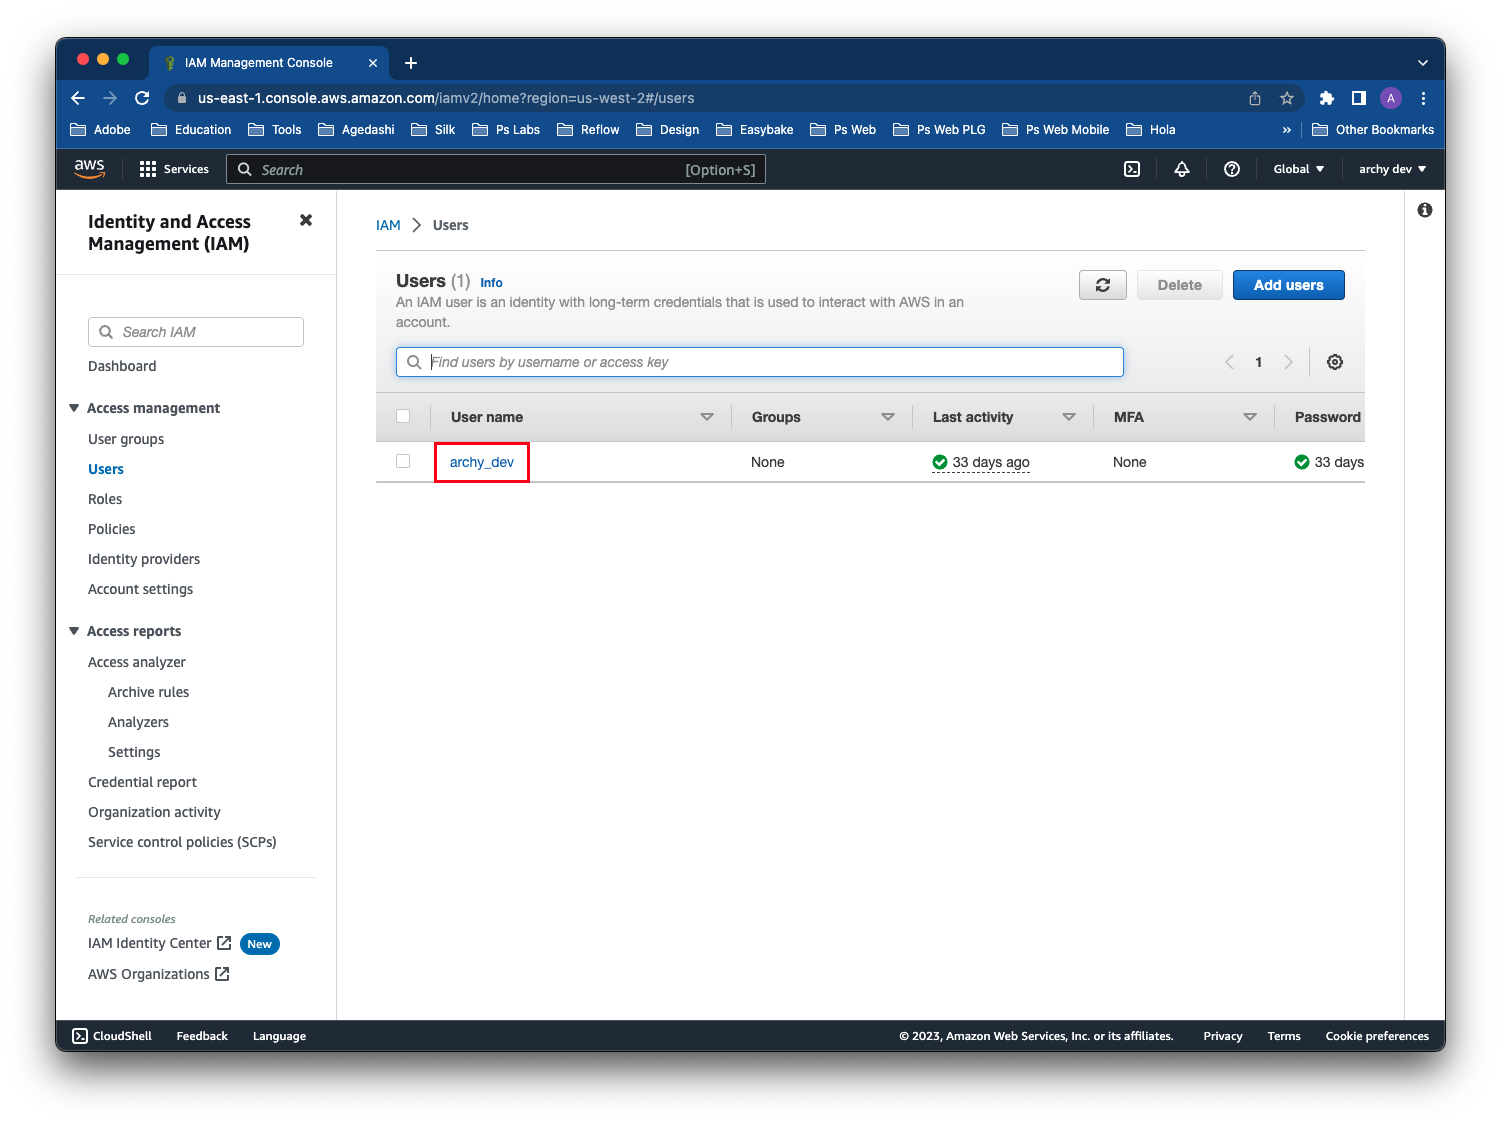 IAM Management Console
us-east-1.console.aws.amazon.com/iamv2/home?region=us-west-2#/users
A
Adobe Education Tools Agedashi Silk Ps Labs Reflow Design Easybake Ps Web Ps Web PLG Ps Web Mobile Hola » Other Bookmarks
aws Services Search [Option+S] Global archy dev
Identity and Access
Management (IAM)
Search IAM
Dashboard
Access management
User groups
Users
Roles
Policies
Identity providers
Account settings
Access reports
Access analyzer
Archive rules
Analyzers
Settings
Credential report
Organization activity
Service control policies (SCPs)
Related consoles
IAM Identity Center New
AWS Organizations
IAM > Users
Users (1) Info
An IAM user is an identity with long-term credentials that is used to interact with AWS in an
account.
Delete
Add users
Find users by username or access key
1
User name Groups Last activity MFA Password
archy_dev None 33 days ago None 33 days
CloudShell Feedback Language © 2023, Amazon Web Services, Inc. or its affiliates. Privacy Terms Cookie preferences